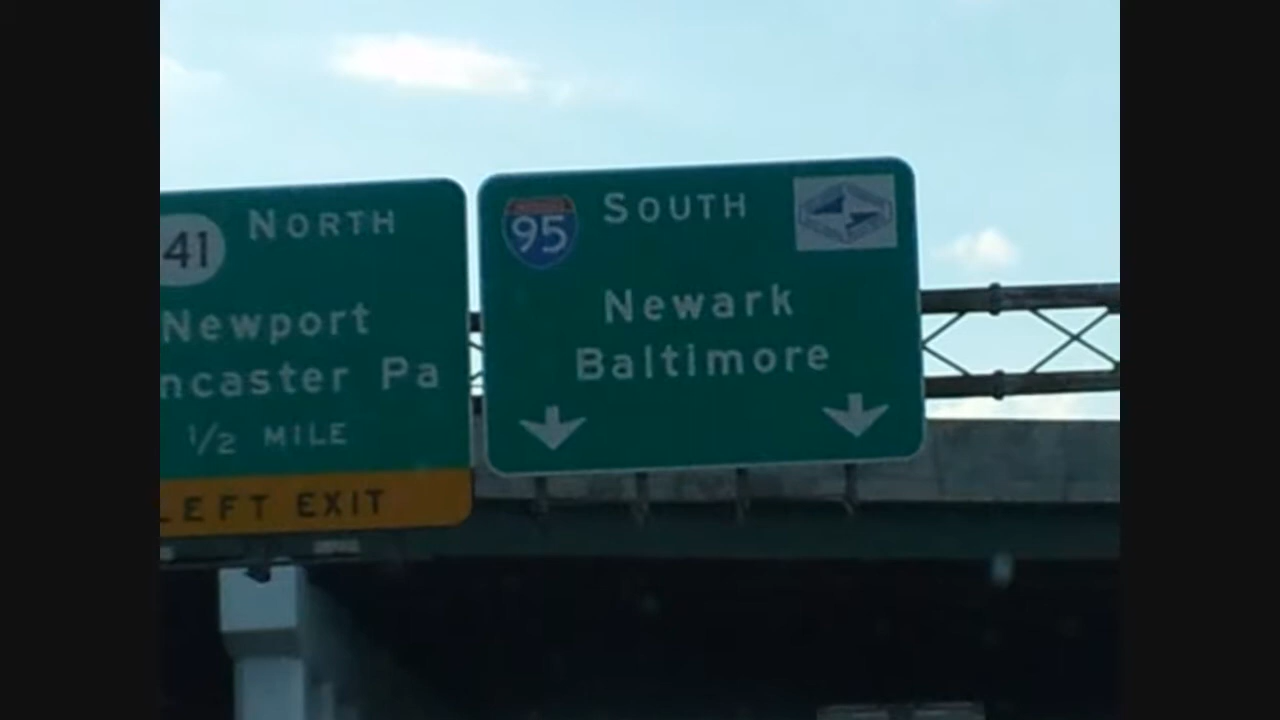 41 NORTH
Newport
ncaster Pa
1/2 MILE
LEFT EXIT
95 SOUTH
Newark
Baltimore